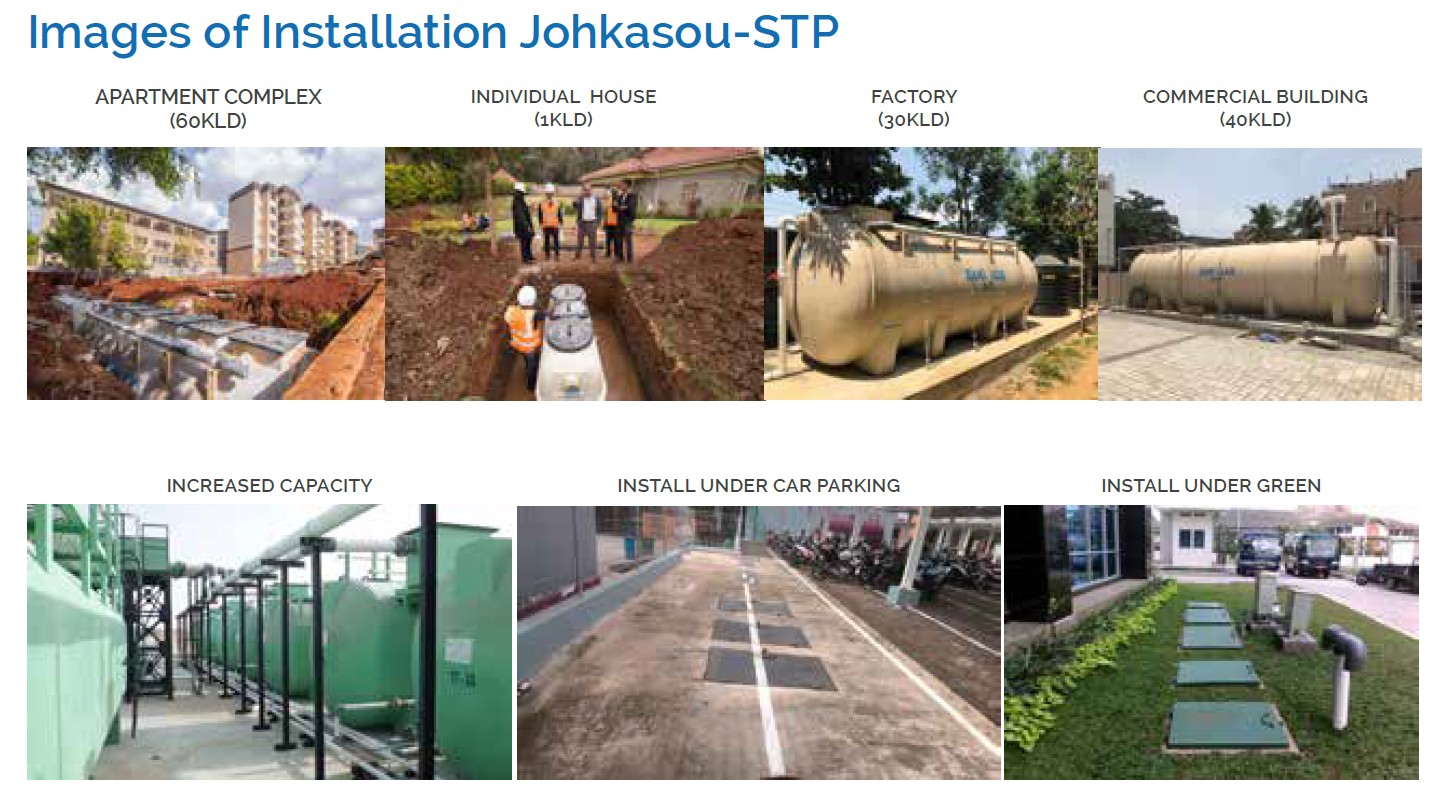 Images of Installation Johkasou-STP
APARTMENT COMPLEX
(60KLD)
INDIVIDUAL HOUSE
(1KLD)
FACTORY
(30KLD)
COMMERCIAL BUILDING
(40KLD)
INCREASED CAPACITY
INSTALL UNDER CAR PARKING
INSTALL UNDER GREEN